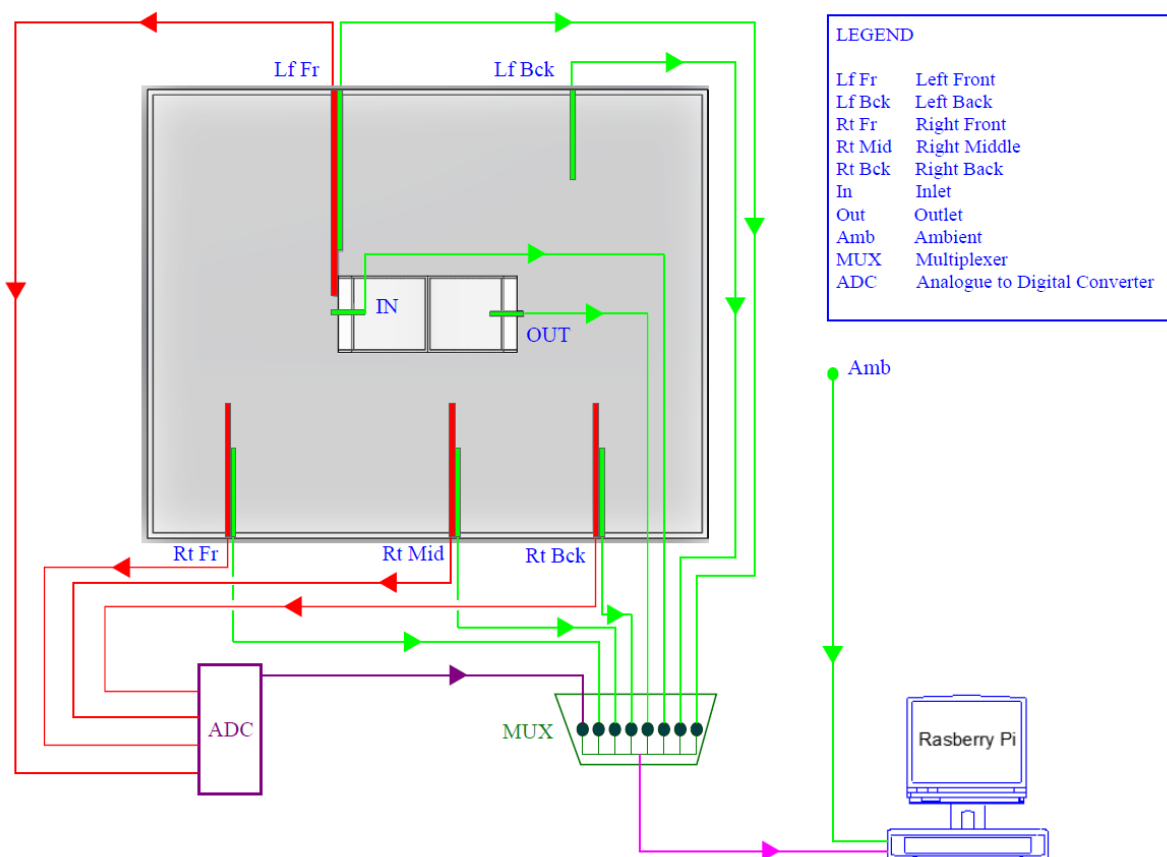 Lf Fr
Lf Bck
LEGEND
Lf Fr Left Front
Lf Bck Left Back
Rt Fr Right Front
Rt Mid Right Middle
Rt Bck Right Back
In Inlet
Out Outlet
Amb Ambient
MUX Multiplexer
ADC Analogue to Digital Converter
IN
OUT
Amb
Rt Fr
Rt Mid
Rt Bck
ADC
MUX
Rasberry Pi